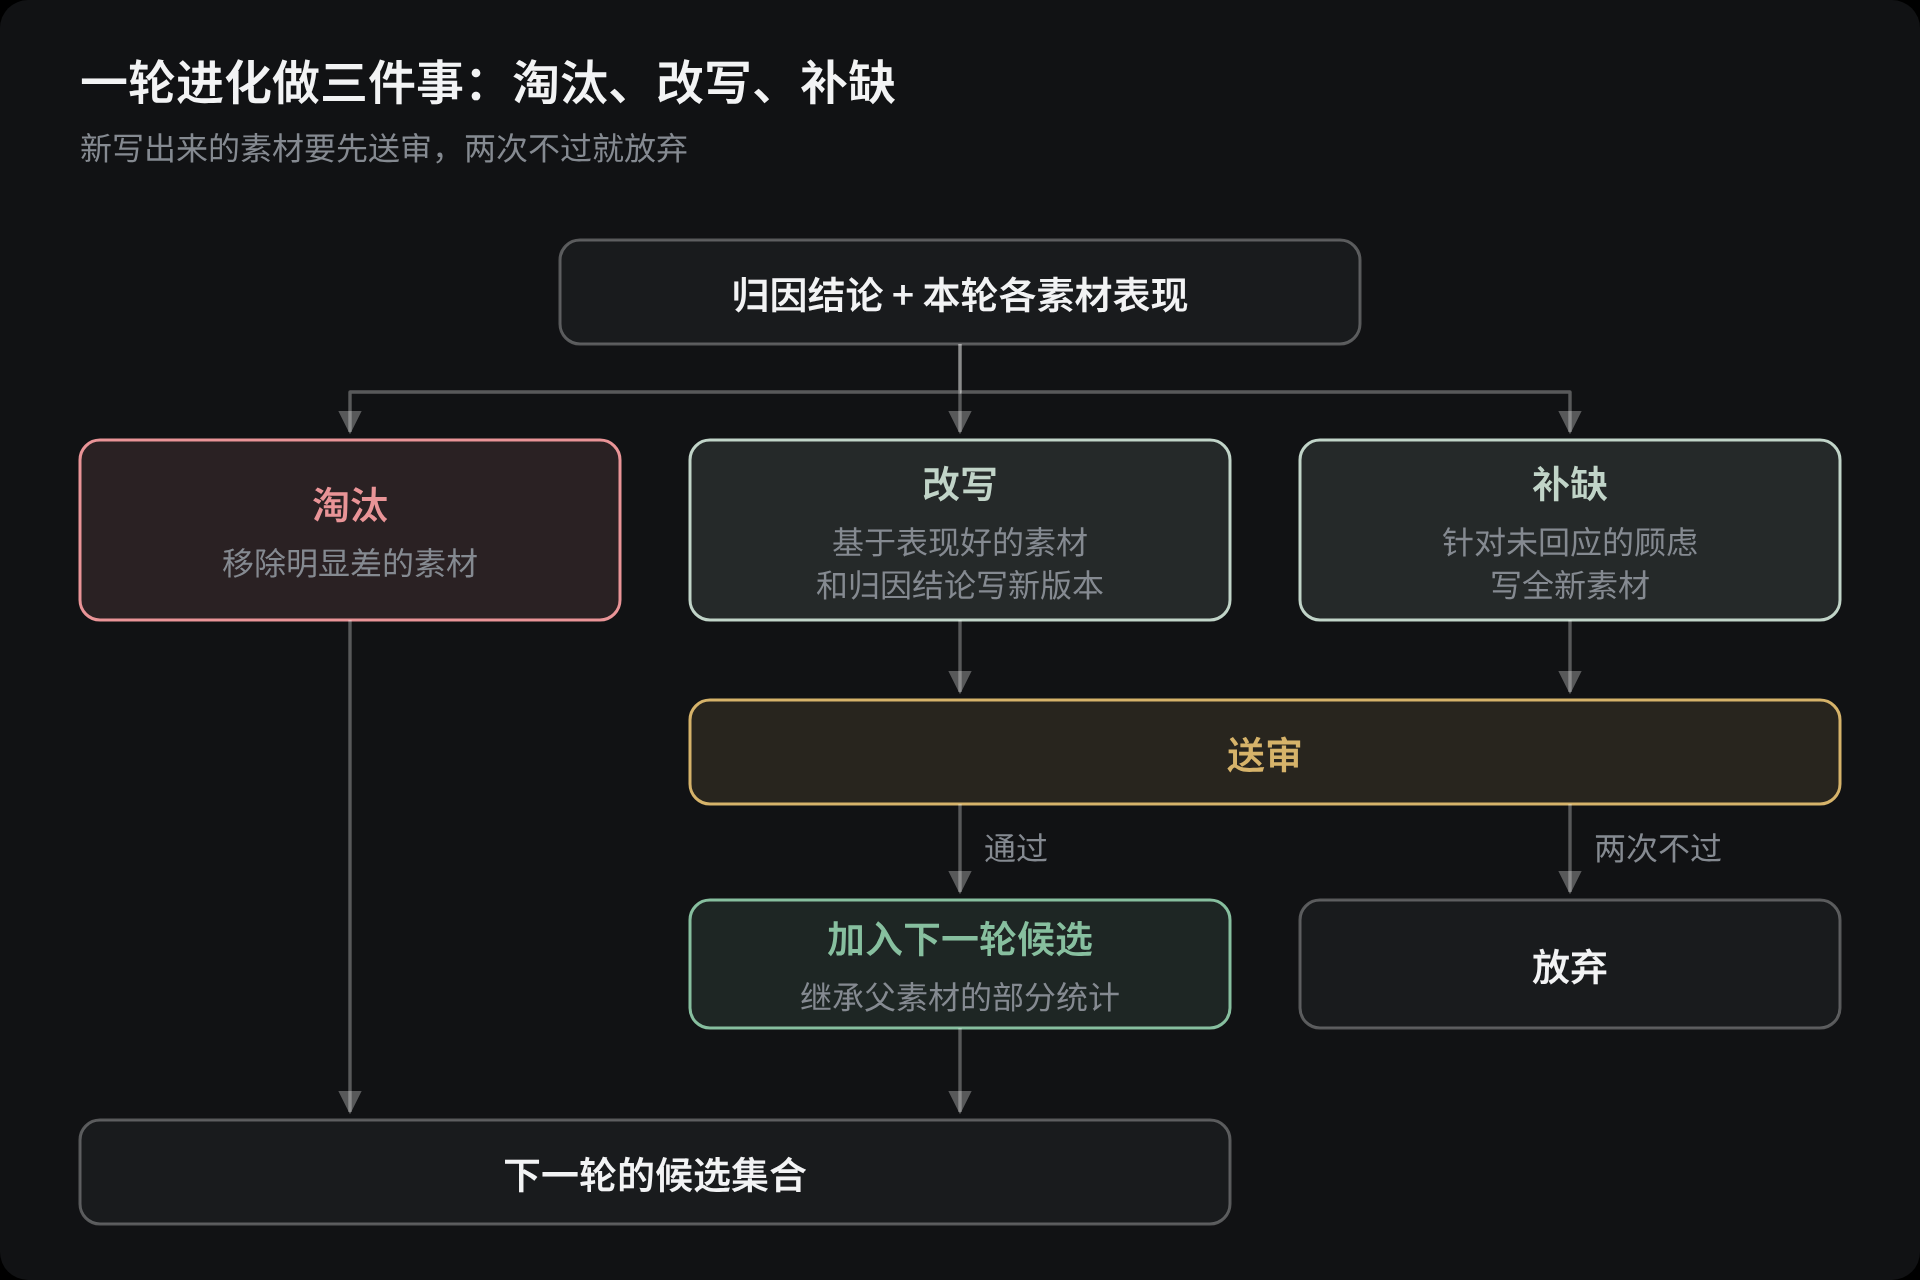 一轮进化做三件事：淘汰、改写、补缺
新写出来的素材要先送审，两次不过就放弃
归因结论 + 本轮各素材表现
淘汰
移除明显差的素材
改写
基于表现好的素材
和归因结论写新版本
补缺
针对未回应的顾虑
写全新素材
送审
通过
两次不过
加入下一轮候选
继承父素材的部分统计
放弃
下一轮的候选集合